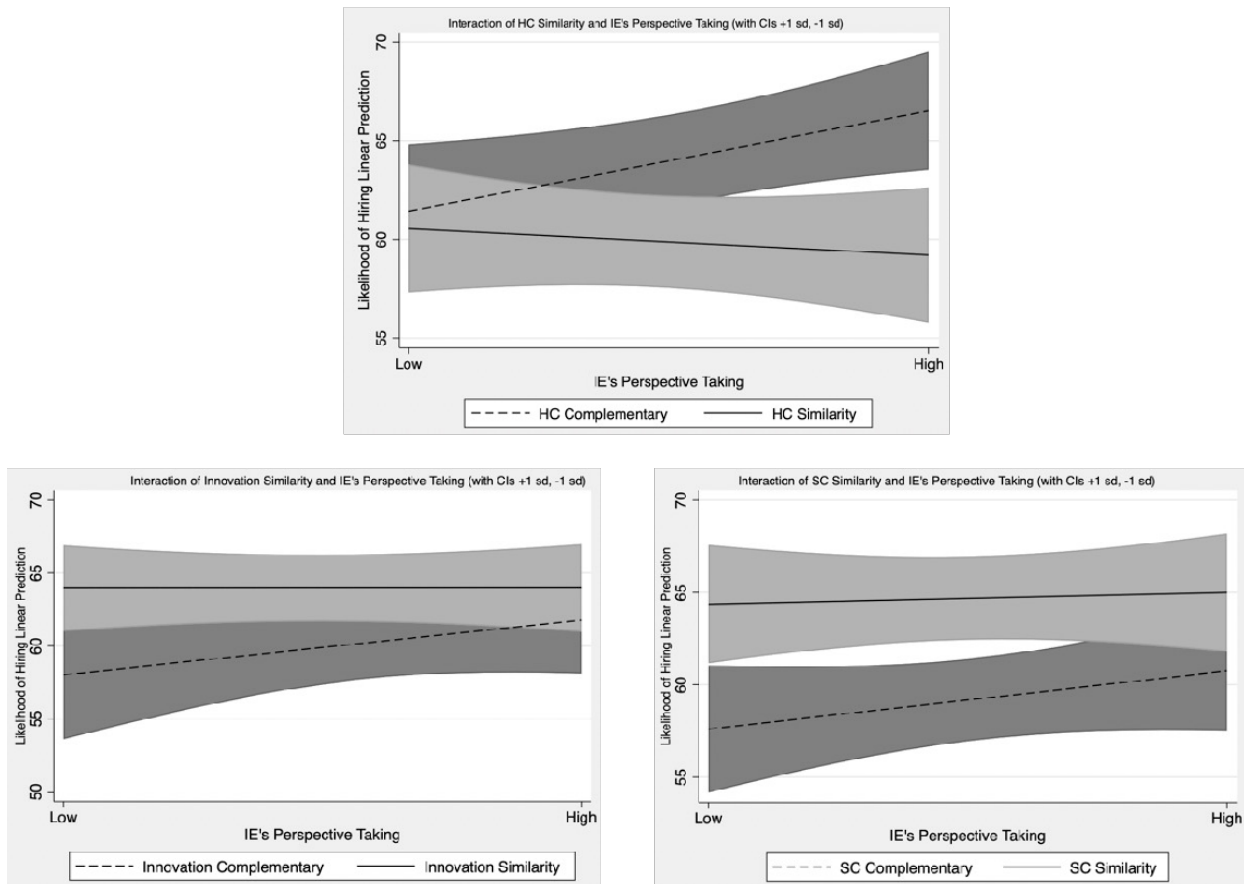 Interaction of HC Similarity and IE's Perspective Taking (with CIs +1 sd, -1 sd)
Likelihood of Hiring Linear Prediction
70
65
60
55
Low
High
IE's Perspective Taking
HC Complementary
HC Similarity
Interaction of Innovation Similarity and IE's Perspective Taking (with CIs +1 sd, -1 sd)
Likelihood of Hiring Linear Prediction
70
65
60
55
50
Low
High
IE's Perspective Taking
Innovation Complementary
Innovation Similarity
Interaction of SC Similarity and IE's Perspective Taking (with CIs +1 sd, -1 sd)
Likelihood of Hiring Linear Prediction
70
65
60
55
Low
High
IE's Perspective Taking
SC Complementary
SC Similarity